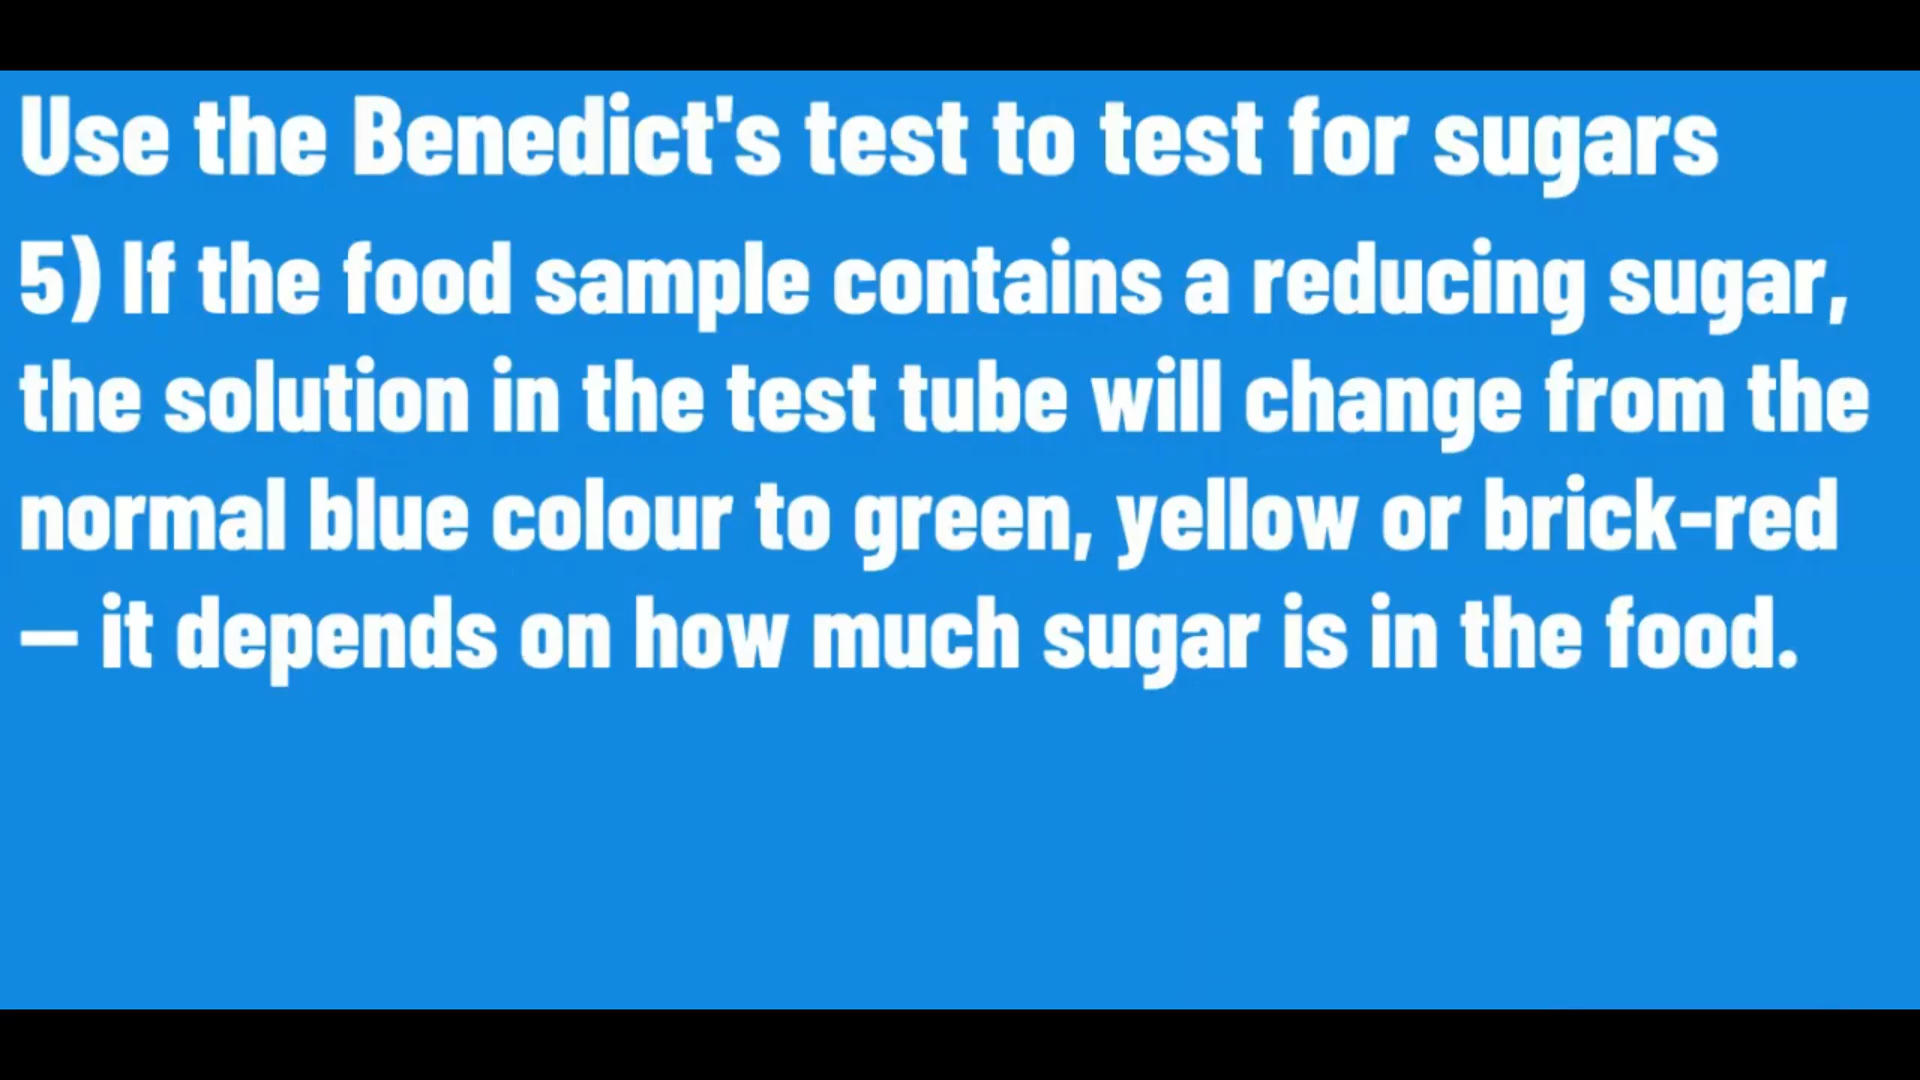 Use the Benedict's test to test for sugars
5) If the food sample contains a reducing sugar,
the solution in the test tube will change from the
normal blue colour to green, yellow or brick-red
— it depends on how much sugar is in the food.